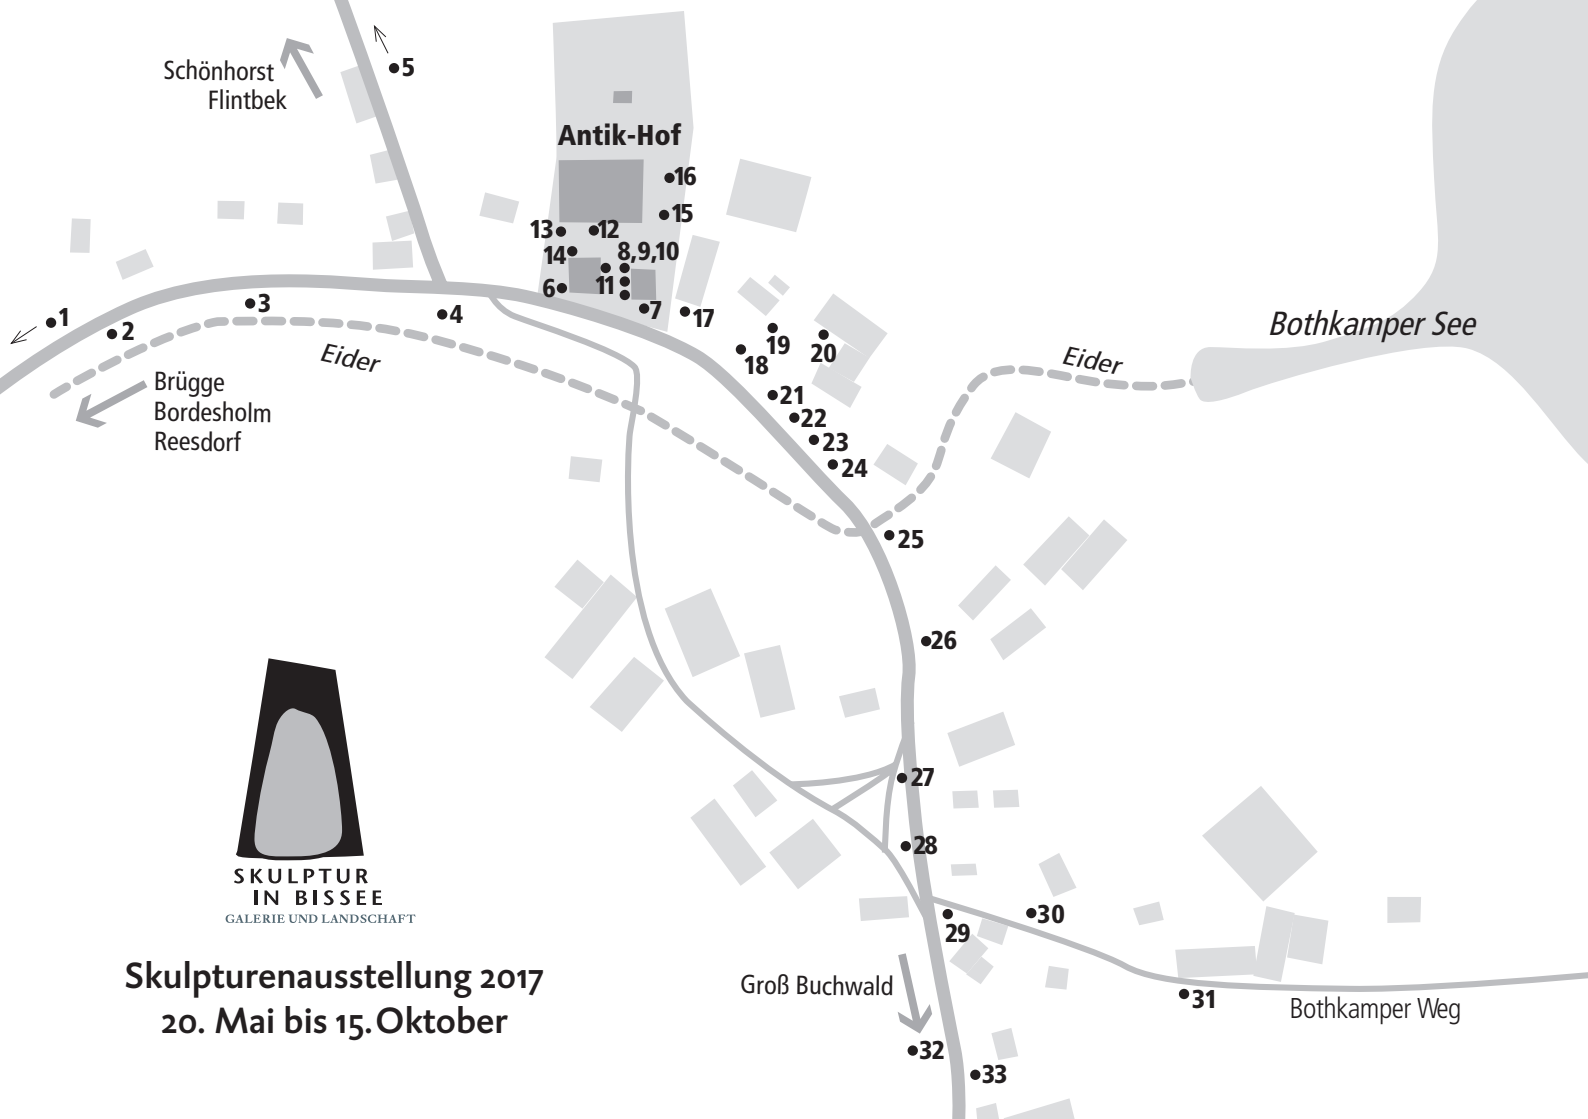 5
Schönhorst
Flintbek
Antik-Hof
16
15
13
12
14
8,9,10
11
6
7
17
1
2
3
4
Eider
19
18
20
Bothkamper See
Eider
Brügge
Bordesholm
Reesdorf
21
22
23
24
25
26
27
28
SKULPTUR
IN BISSEE
GALERIE UND LANDSCHAFT
30
29
Skulpturenausstellung 2017
20. Mai bis 15. Oktober
Groß Buchwald
31
Bothkamper Weg
32
33